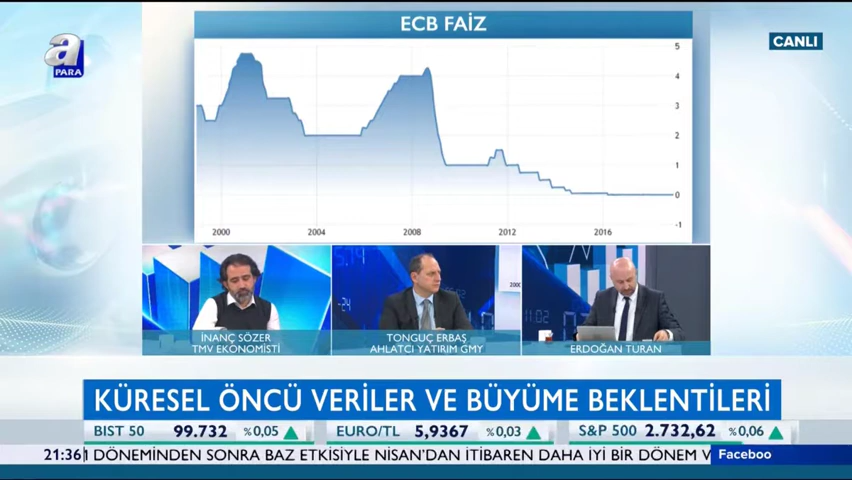 ECB FAİZ
a
PARA
CANLI
5
4
3
2
1
0
-1
2000
2004
2008
2012
2016
İNANÇ SÖZER
TMV EKONOMİSTİ
TONGUÇ ERBAŞ
AHLATCI YATIRIM GMY
ERDOĞAN TURAN
KÜRESEL ÖNCÜ VERİLER VE BÜYÜME BEKLENTİLERİ
BIST 50 99.732 %0,05 EURO/TL 5,9367 %0,03 S&P 500 2.732,62 %0,06
21:36 DÖNEMİNDEN SONRA BAZ ETKİSİYLE NİSAN'DAN İTİBAREN DAHA İYİ BİR DÖNEM V Faceboo